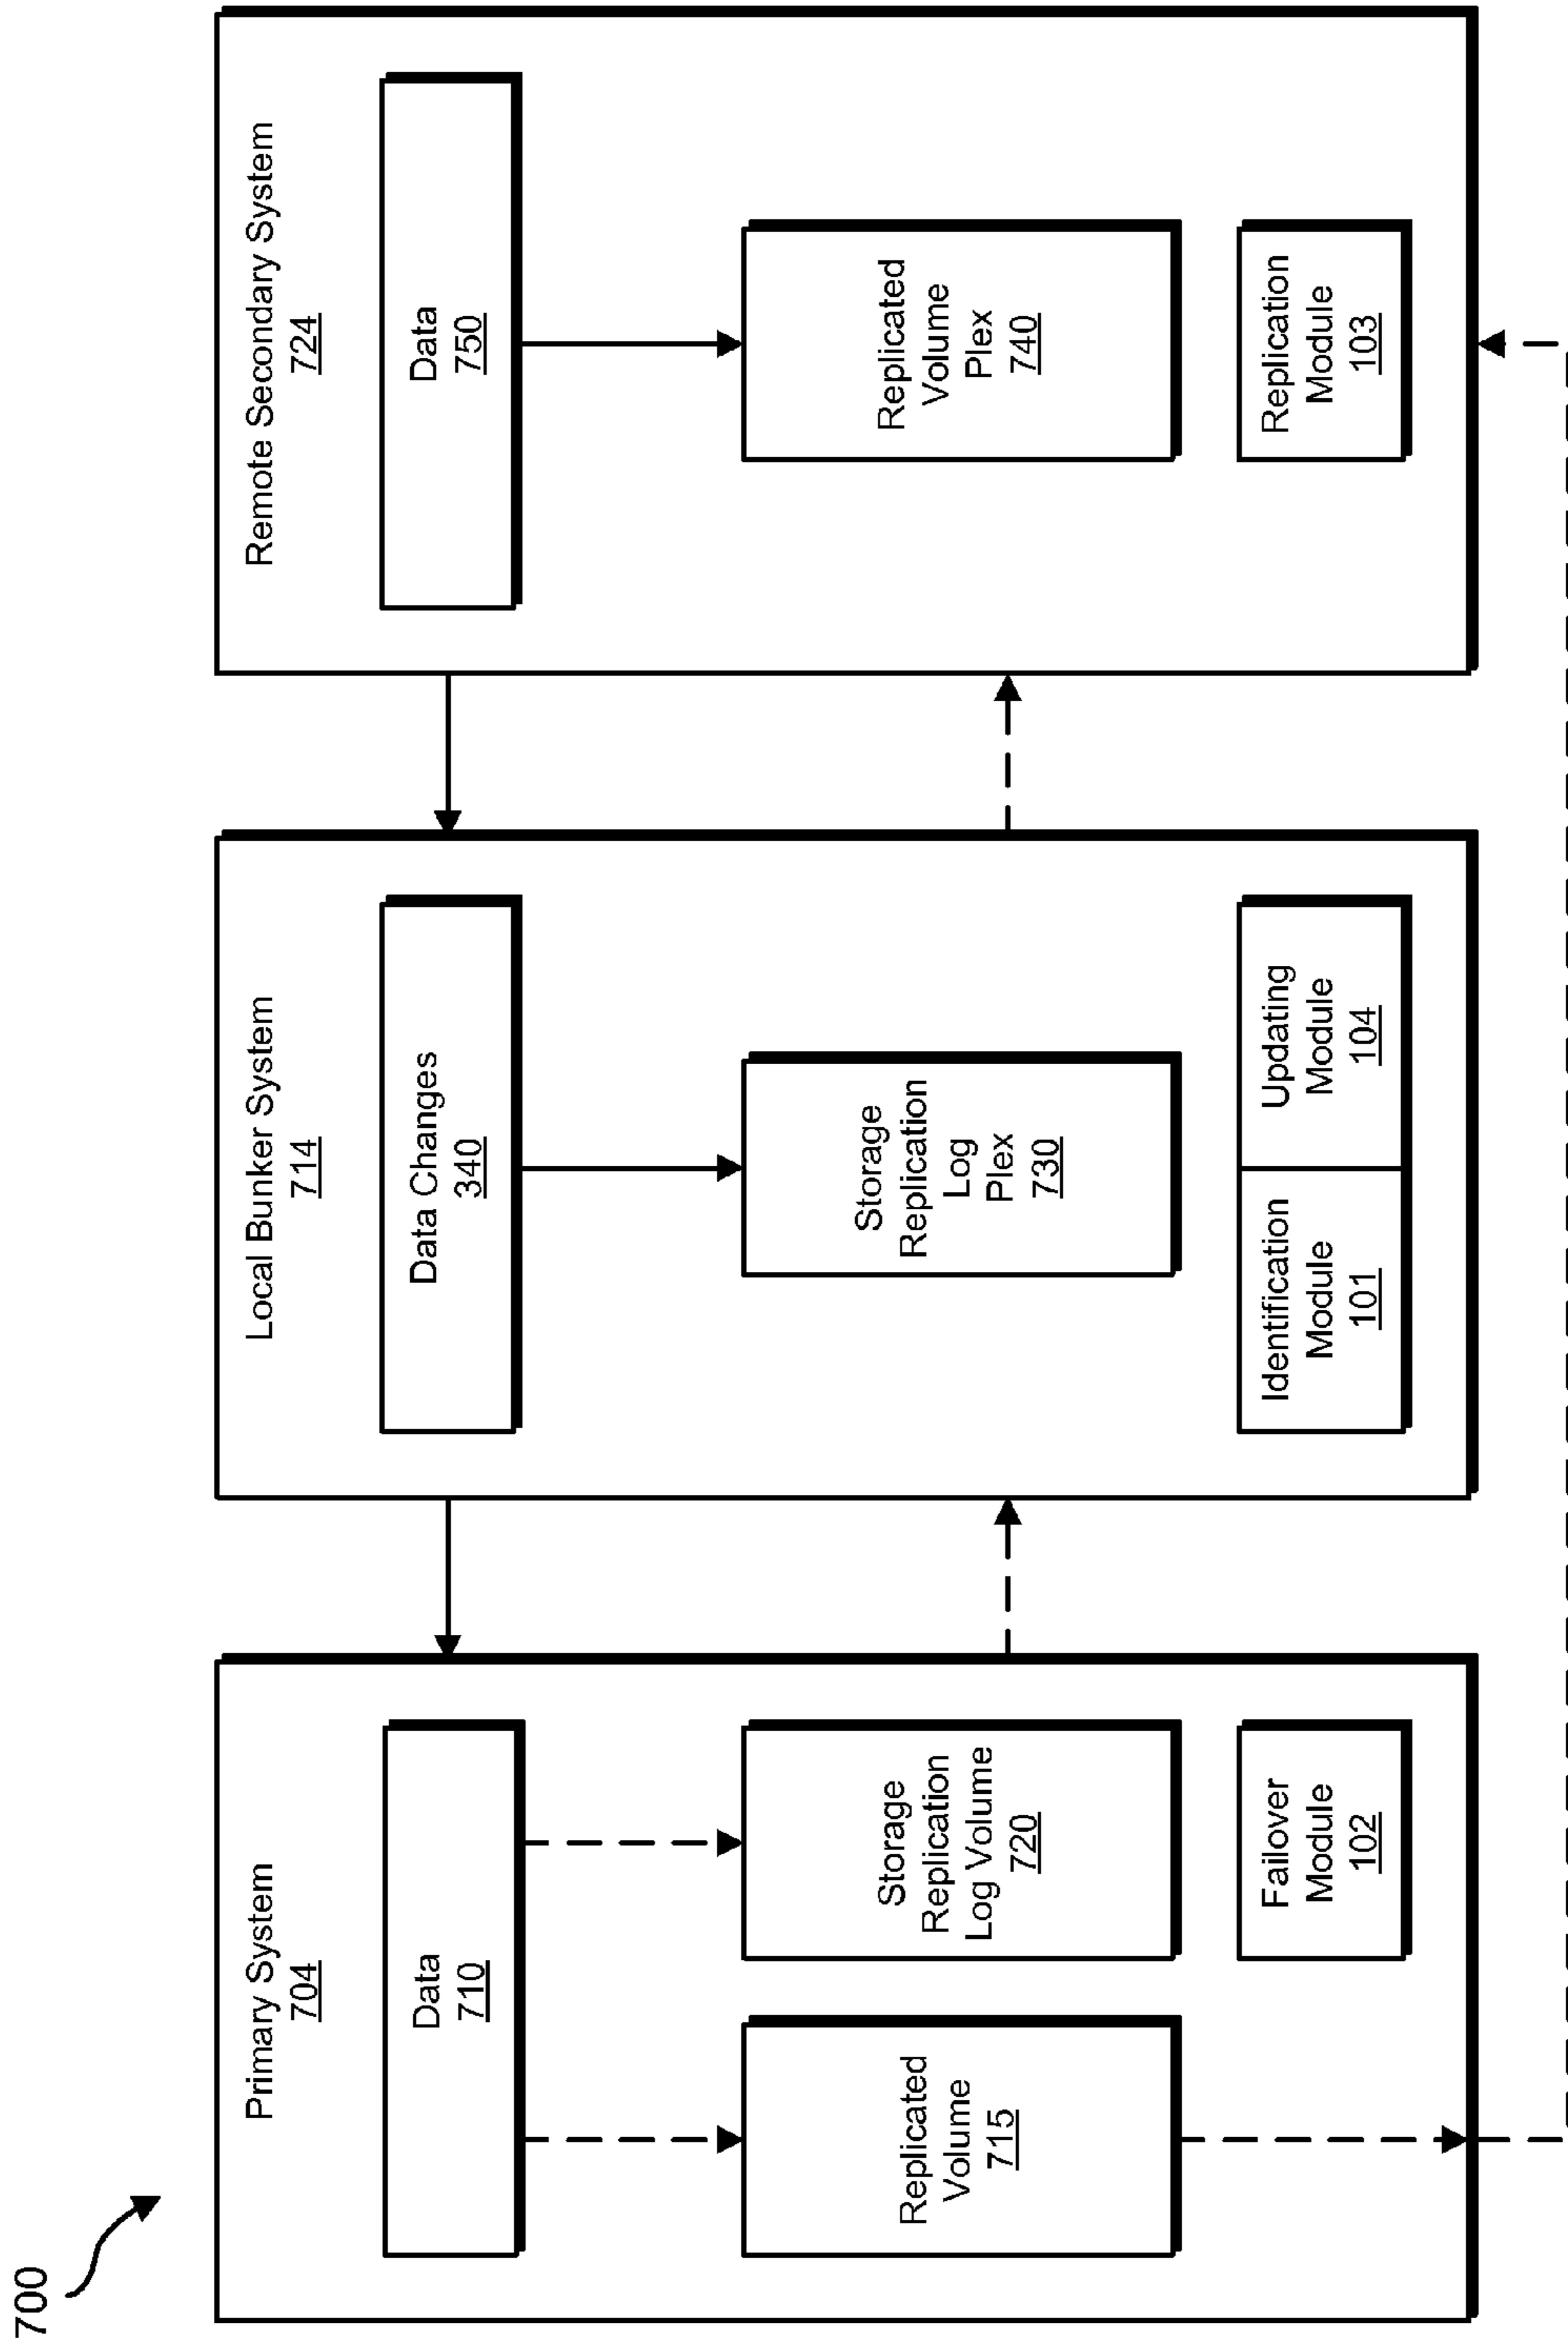 700
Primary System
704
Data
710
Replicated
Volume
715
Storage
Replication
Log Volume
720
Failover
Module
102
Local Bunker System
714
Data Changes
340
Storage
Replication
Log
Plex
730
Identification
Module
101
Updating
Module
104
Remote Secondary System
724
Data
750
Replicated
Volume
Plex
740
Replication
Module
103